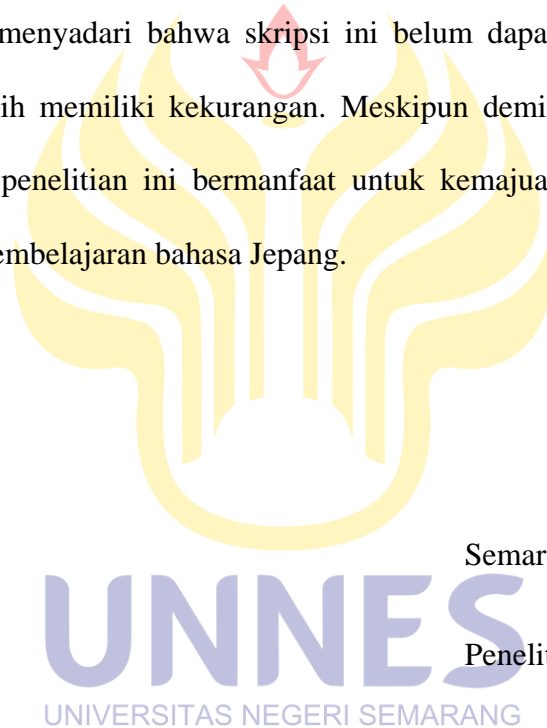 menyadari bahwa skripsi ini belum dapa
ih memiliki kekurangan. Meskipun demi
penelitian ini bermanfaat untuk kemajua
embelajaran bahasa Jepang.
Semar
Penelit
UNNES
UNIVERSITAS NEGERI SEMARANG